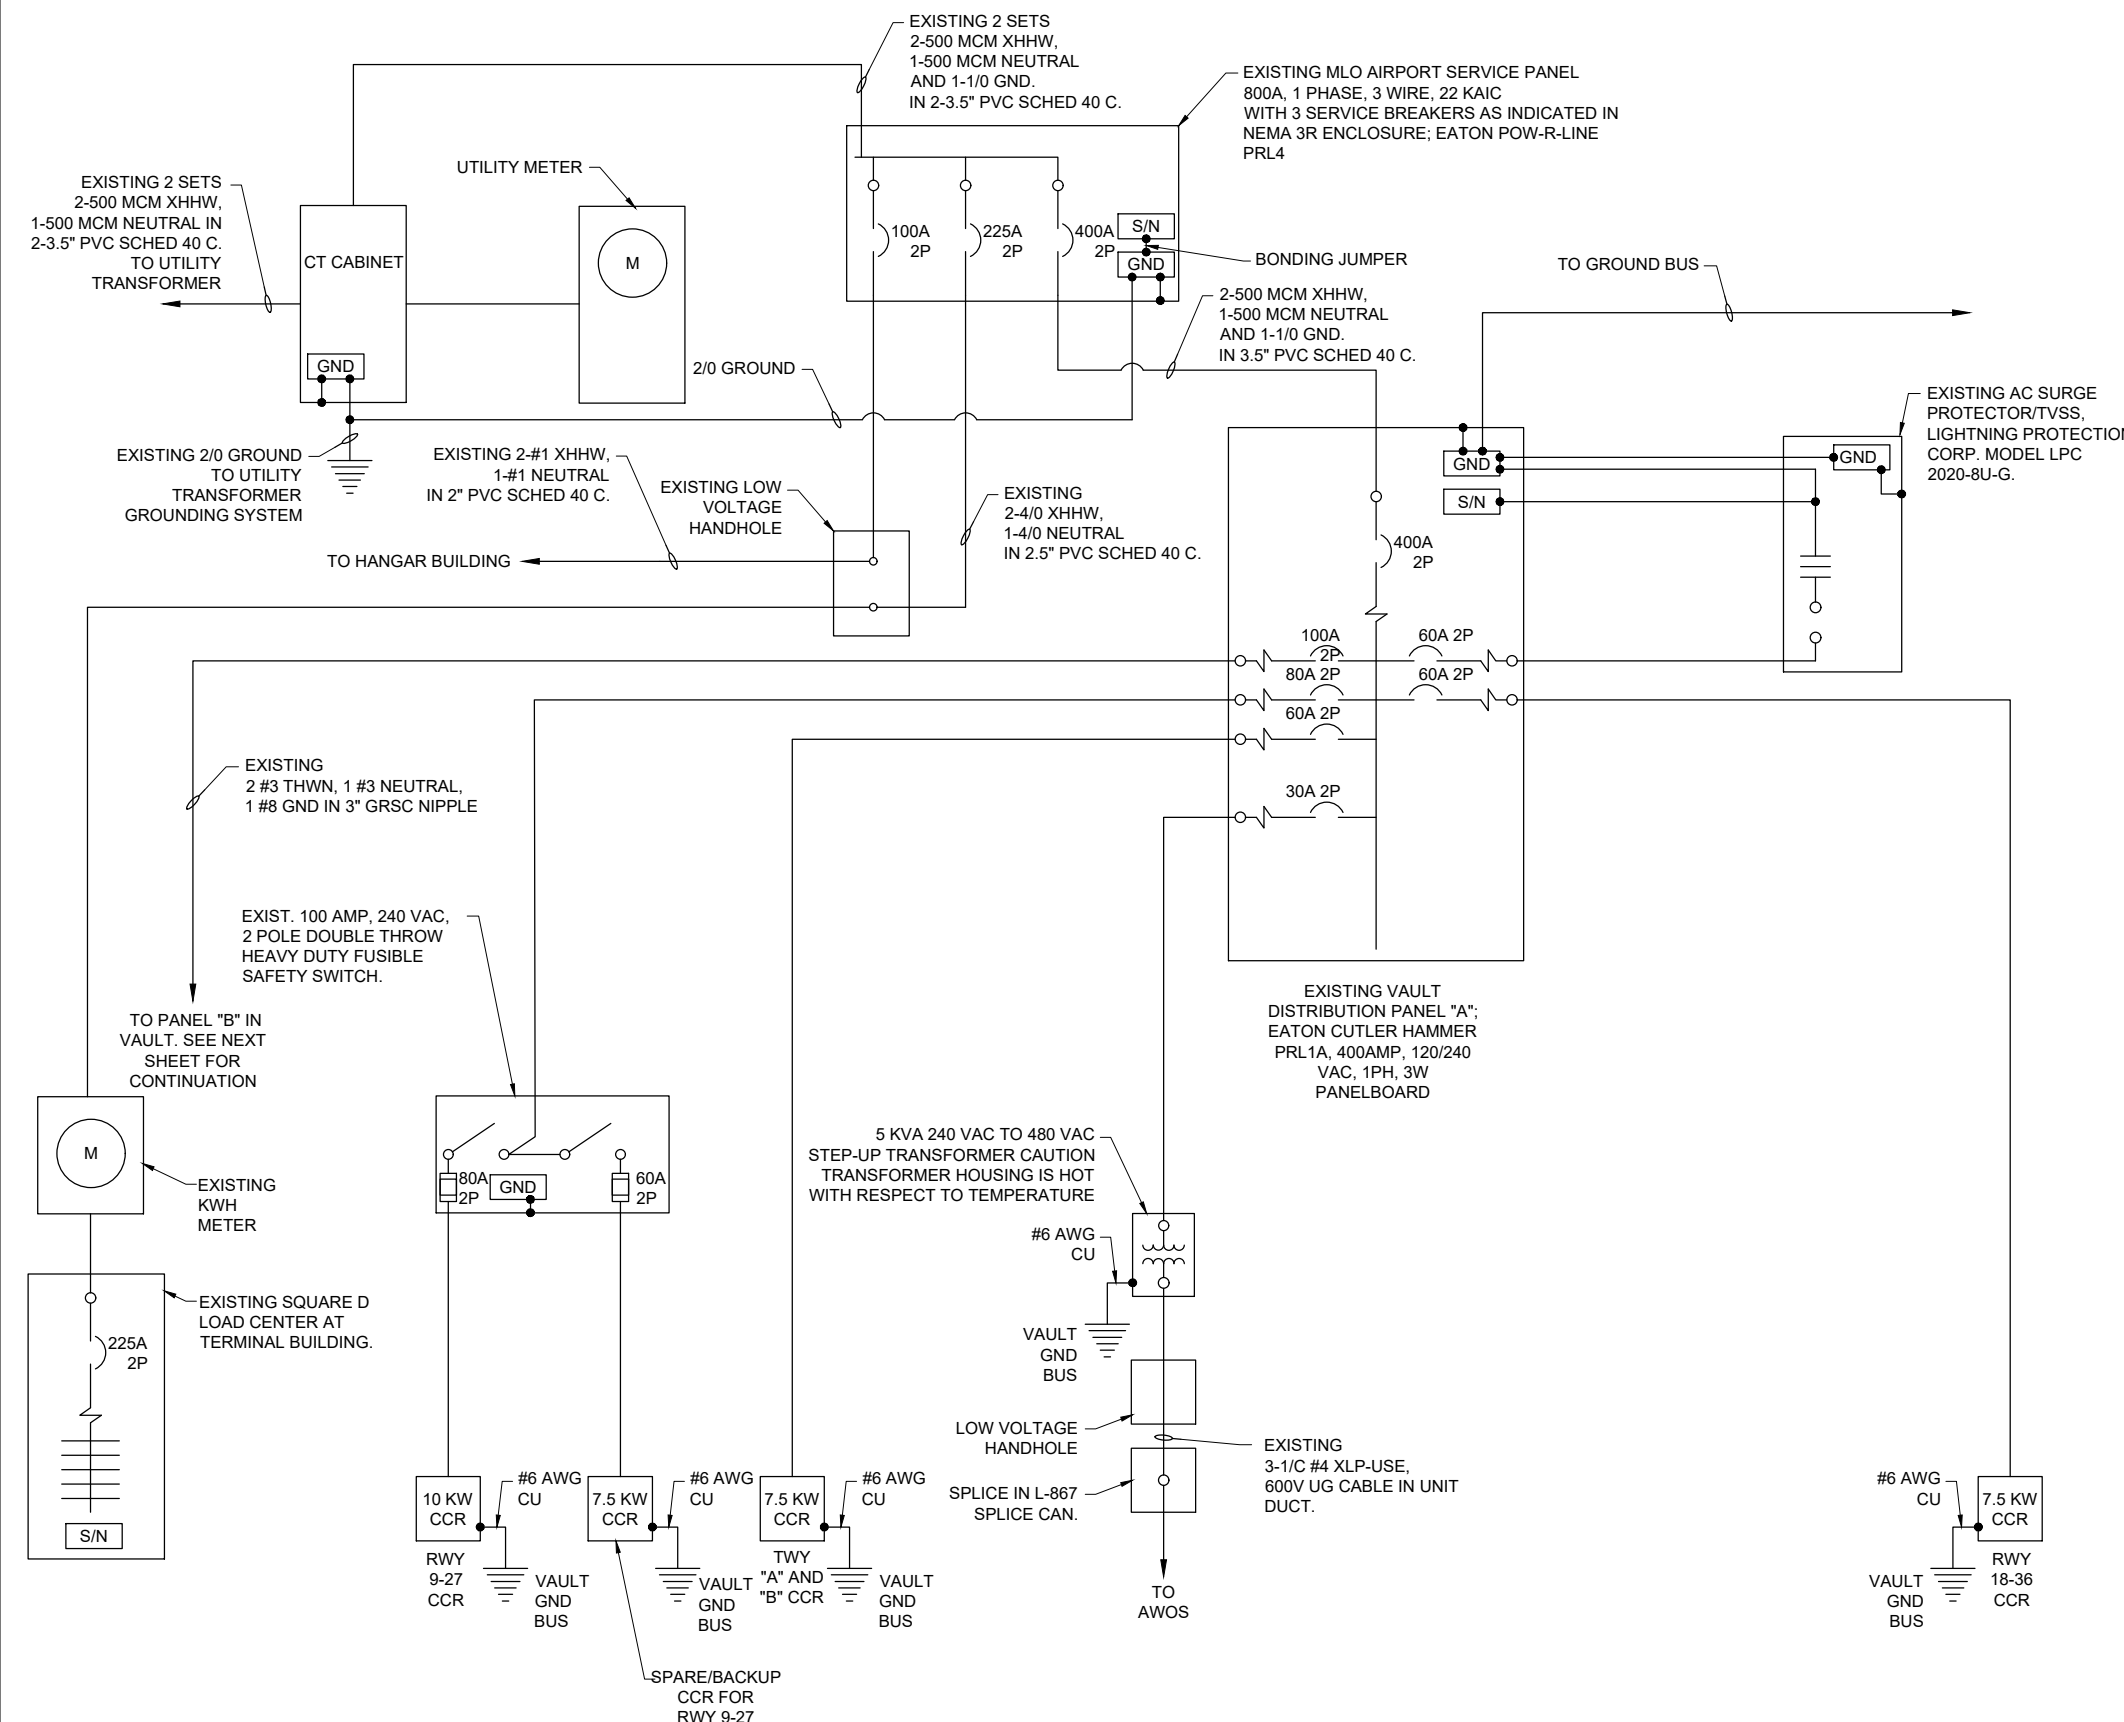 EXISTING 2 SETS
2-500 MCM XHHW,
1-500 MCM NEUTRAL
AND 1-1/0 GND.
IN 2-3.5" PVC SCHED 40 C.
EXISTING MLO AIRPORT SERVICE PANEL
800A, 1 PHASE, 3 WIRE, 22 KAIC
WITH 3 SERVICE BREAKERS AS INDICATED IN
NEMA 3R ENCLOSURE; EATON POW-R-LINE
PRL4
UTILITY METER
EXISTING 2 SETS
2-500 MCM XHHW,
1-500 MCM NEUTRAL IN
2-3.5" PVC SCHED 40 C.
TO UTILITY
TRANSFORMER
CT CABINET
M
100A
2P
225A
2P
400A
2P
S/N
GND
BONDING JUMPER
TO GROUND BUS
2-500 MCM XHHW,
1-500 MCM NEUTRAL
AND 1-1/0 GND.
IN 3.5" PVC SCHED 40 C.
GND
2/0 GROUND
EXISTING AC SURGE
PROTECTOR/TVSS,
LIGHTNING PROTECTION
CORP. MODEL LPC
2020-8U-G.
EXISTING 2/0 GROUND
TO UTILITY
TRANSFORMER
GROUNDING SYSTEM
EXISTING 2-#1 XHHW,
1-#1 NEUTRAL
IN 2" PVC SCHED 40 C.
EXISTING LOW
VOLTAGE
HANDHOLE
EXISTING
2-4/0 XHHW,
1-4/0 NEUTRAL
IN 2.5" PVC SCHED 40 C.
GND
S/N
GND
TO HANGAR BUILDING
400A
2P
100A
2P
60A 2P
80A 2P
60A 2P
60A 2P
30A 2P
EXISTING
2 #3 THWN, 1 #3 NEUTRAL,
1 #8 GND IN 3" GRSC NIPPLE
EXIST. 100 AMP, 240 VAC,
2 POLE DOUBLE THROW
HEAVY DUTY FUSIBLE
SAFETY SWITCH.
TO PANEL "B" IN
VAULT. SEE NEXT
SHEET FOR
CONTINUATION
EXISTING VAULT
DISTRIBUTION PANEL "A";
EATON CUTLER HAMMER
PRL1A, 400AMP, 120/240
VAC, 1PH, 3W
PANELBOARD
M
EXISTING
KWH
METER
80A
2P
GND
60A
2P
5 KVA 240 VAC TO 480 VAC
STEP-UP TRANSFORMER CAUTION
TRANSFORMER HOUSING IS HOT
WITH RESPECT TO TEMPERATURE
#6 AWG
CU
VAULT
GND
BUS
EXISTING SQUARE D
LOAD CENTER AT
TERMINAL BUILDING.
225A
2P
S/N
LOW VOLTAGE
HANDHOLE
EXISTING
3-1/C #4 XLP-USE,
600V UG CABLE IN UNIT
DUCT.
SPLICE IN L-867
SPLICE CAN.
TO
AWOS
10 KW
CCR
#6 AWG
CU
RWY
9-27
CCR
VAULT
GND
BUS
7.5 KW
CCR
#6 AWG
CU
VAULT
GND
BUS
SPARE/BACKUP
CCR FOR
RWY 9-27
7.5 KW
CCR
#6 AWG
CU
TWY
"A" AND
"B" CCR
VAULT
GND
BUS
#6 AWG
CU
7.5 KW
CCR
VAULT
GND
BUS
RWY
18-36
CCR